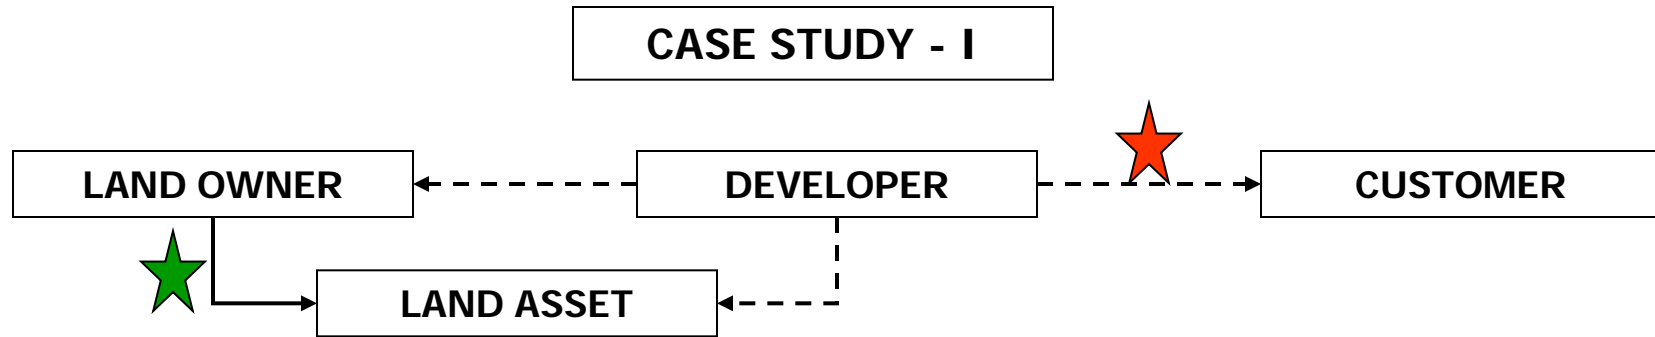 CASE STUDY - I
LAND OWNER
DEVELOPER
CUSTOMER
LAND ASSET